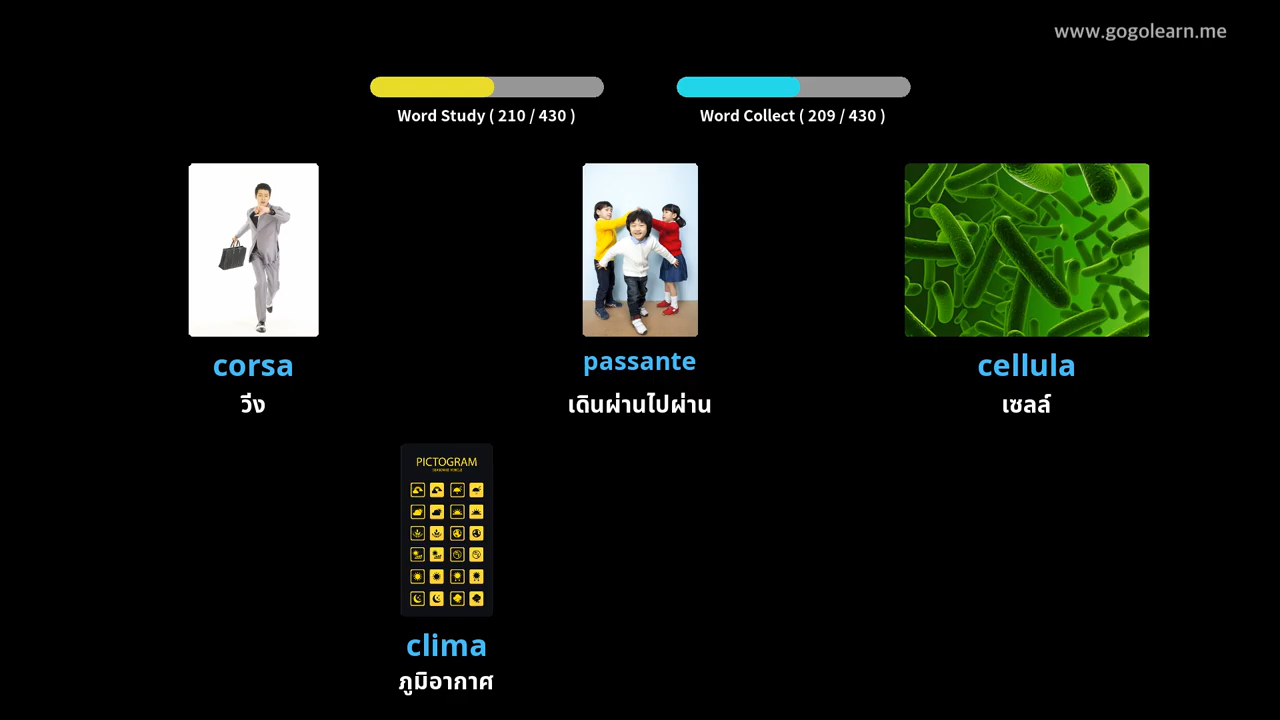 www.gogolearn.me
Word Study ( 210 / 430 )
Word Collect ( 209 / 430 )
corsa
passante
cellula
วีง
เดินผ่านไปผ่าน
เซลล์
PICTOGRAM
clima
ภูมิอากาศ